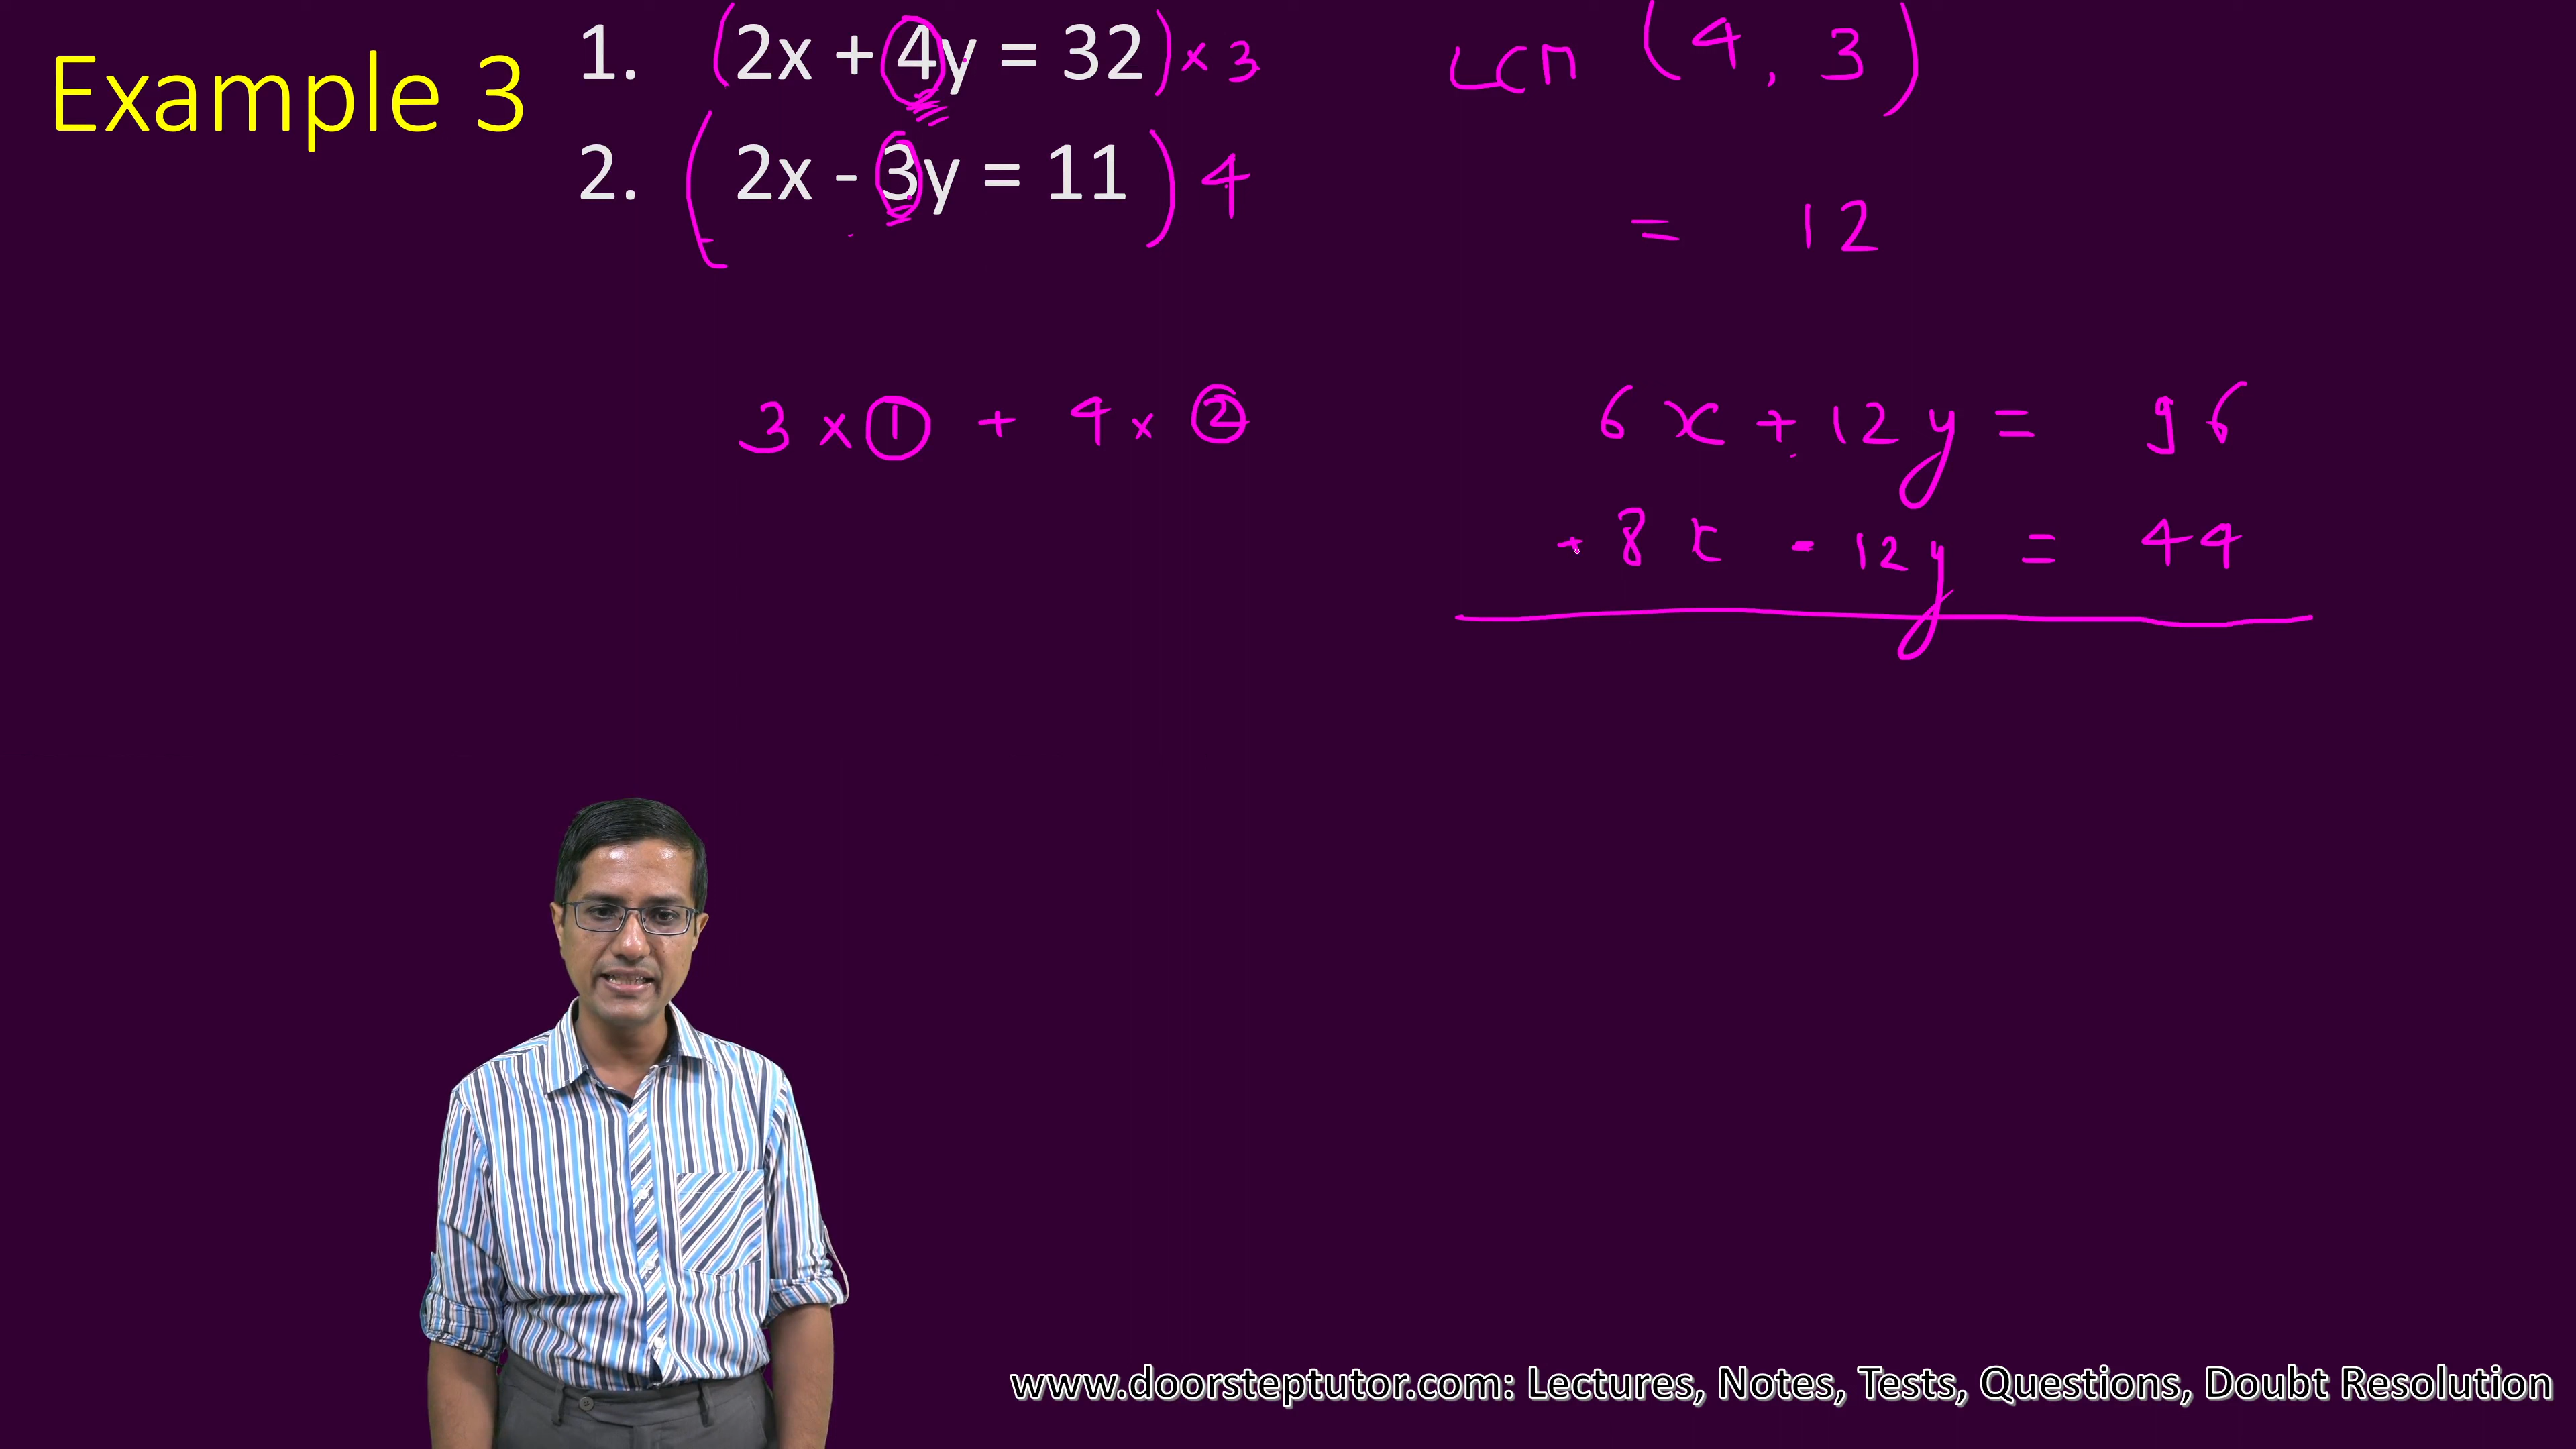 Example 3
1. (2x + 4y = 32) × 3
2. (2x - 3y = 11) 4
LCM (4, 3)
= 12
3 × ① + 4 × ②
6x + 12y = 96
+ 8x - 12y = 44
www.doorsteptutor.com: Lectures, Notes, Tests, Questions, Doubt Resolution